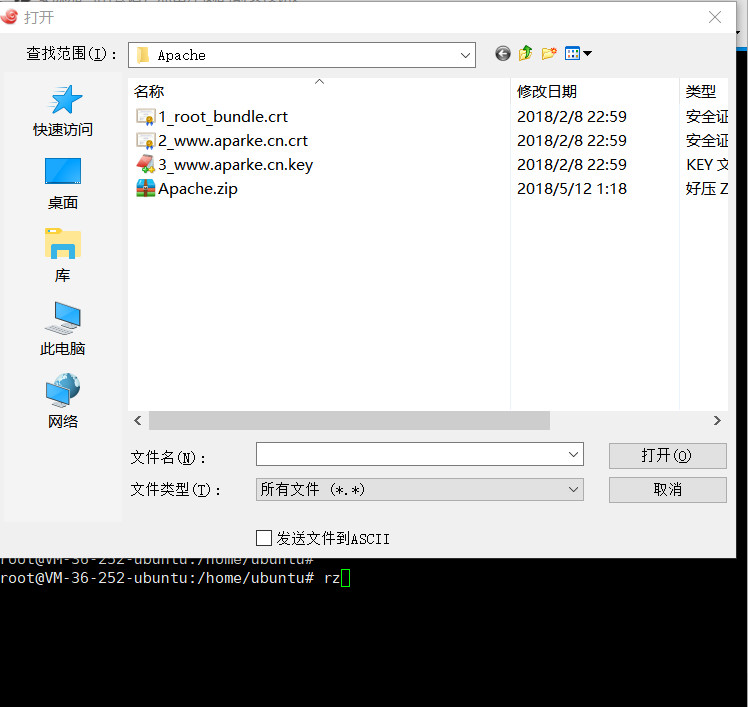 打开
查找范围(I)： Apache
名称 修改日期 类型
1_root_bundle.crt 2018/2/8 22:59 安全证
2_www.aparke.cn.crt 2018/2/8 22:59 安全证
3_www.aparke.cn.key 2018/2/8 22:59 KEY 文
Apache.zip 2018/5/12 1:18 好压 Z
快速访问
桌面
库
此电脑
网络
文件名(N)： 打开(O)
文件类型(T)： 所有文件 (*.*) 取消
发送文件到ASCII
root@VM-36-252-ubuntu:/home/ubuntu#
root@VM-36-252-ubuntu:/home/ubuntu# rz